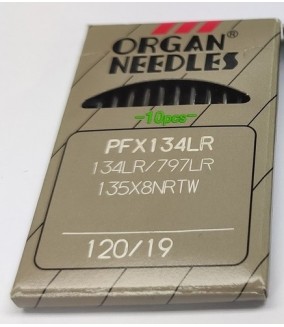 ORGAN®
NEEDLES
-10pcs-
PFX134LR
134LR/797LR
135X8NRTW
120/19